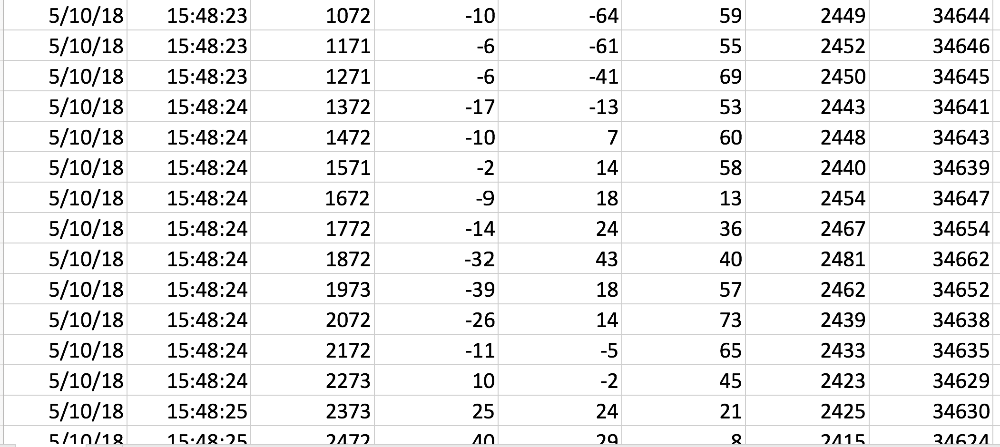 5/10/18 15:48:23 1072 -10 -64 59 2449 34644
5/10/18 15:48:23 1171 -6 -61 55 2452 34646
5/10/18 15:48:23 1271 -6 -41 69 2450 34645
5/10/18 15:48:24 1372 -17 -13 53 2443 34641
5/10/18 15:48:24 1472 -10 7 60 2448 34643
5/10/18 15:48:24 1571 -2 14 58 2440 34639
5/10/18 15:48:24 1672 -9 18 13 2454 34647
5/10/18 15:48:24 1772 -14 24 36 2467 34654
5/10/18 15:48:24 1872 -32 43 40 2481 34662
5/10/18 15:48:24 1973 -39 18 57 2462 34652
5/10/18 15:48:24 2072 -26 14 73 2439 34638
5/10/18 15:48:24 2172 -11 -5 65 2433 34635
5/10/18 15:48:24 2273 10 -2 45 2423 34629
5/10/18 15:48:25 2373 25 24 21 2425 34630
5/10/18 15:48:25 2472 40 29 8 2415 34624